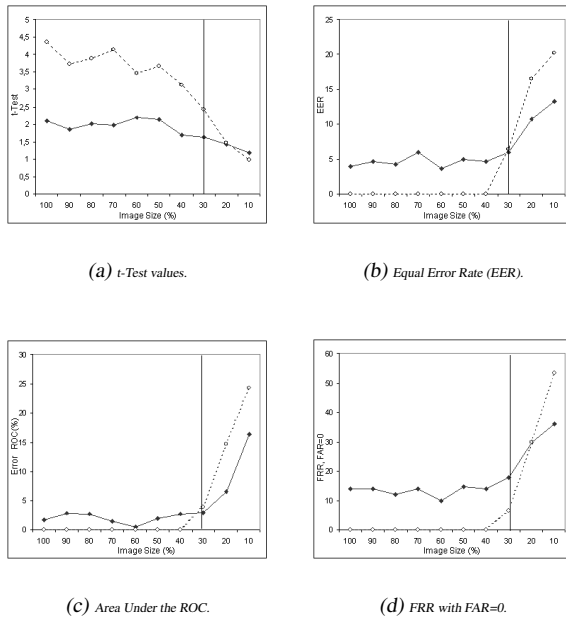 5
4,5
4
3,5
3
2,5
2
1,5
1
0,5
0
t-Test
100 90 80 70 60 50 40 30 20 10
Image Size (%)
(a) t-Test values.
25
20
15
10
5
0
EER
100 90 80 70 60 50 40 30 20 10
Image Size (%)
(b) Equal Error Rate (EER).
30
25
20
15
10
5
0
Error ROC(%)
100 90 80 70 60 50 40 30 20 10
Image Size (%)
(c) Area Under the ROC.
60
50
40
30
20
10
0
FRR, FAR=0
100 90 80 70 60 50 40 30 20 10
Image Size (%)
(d) FRR with FAR=0.